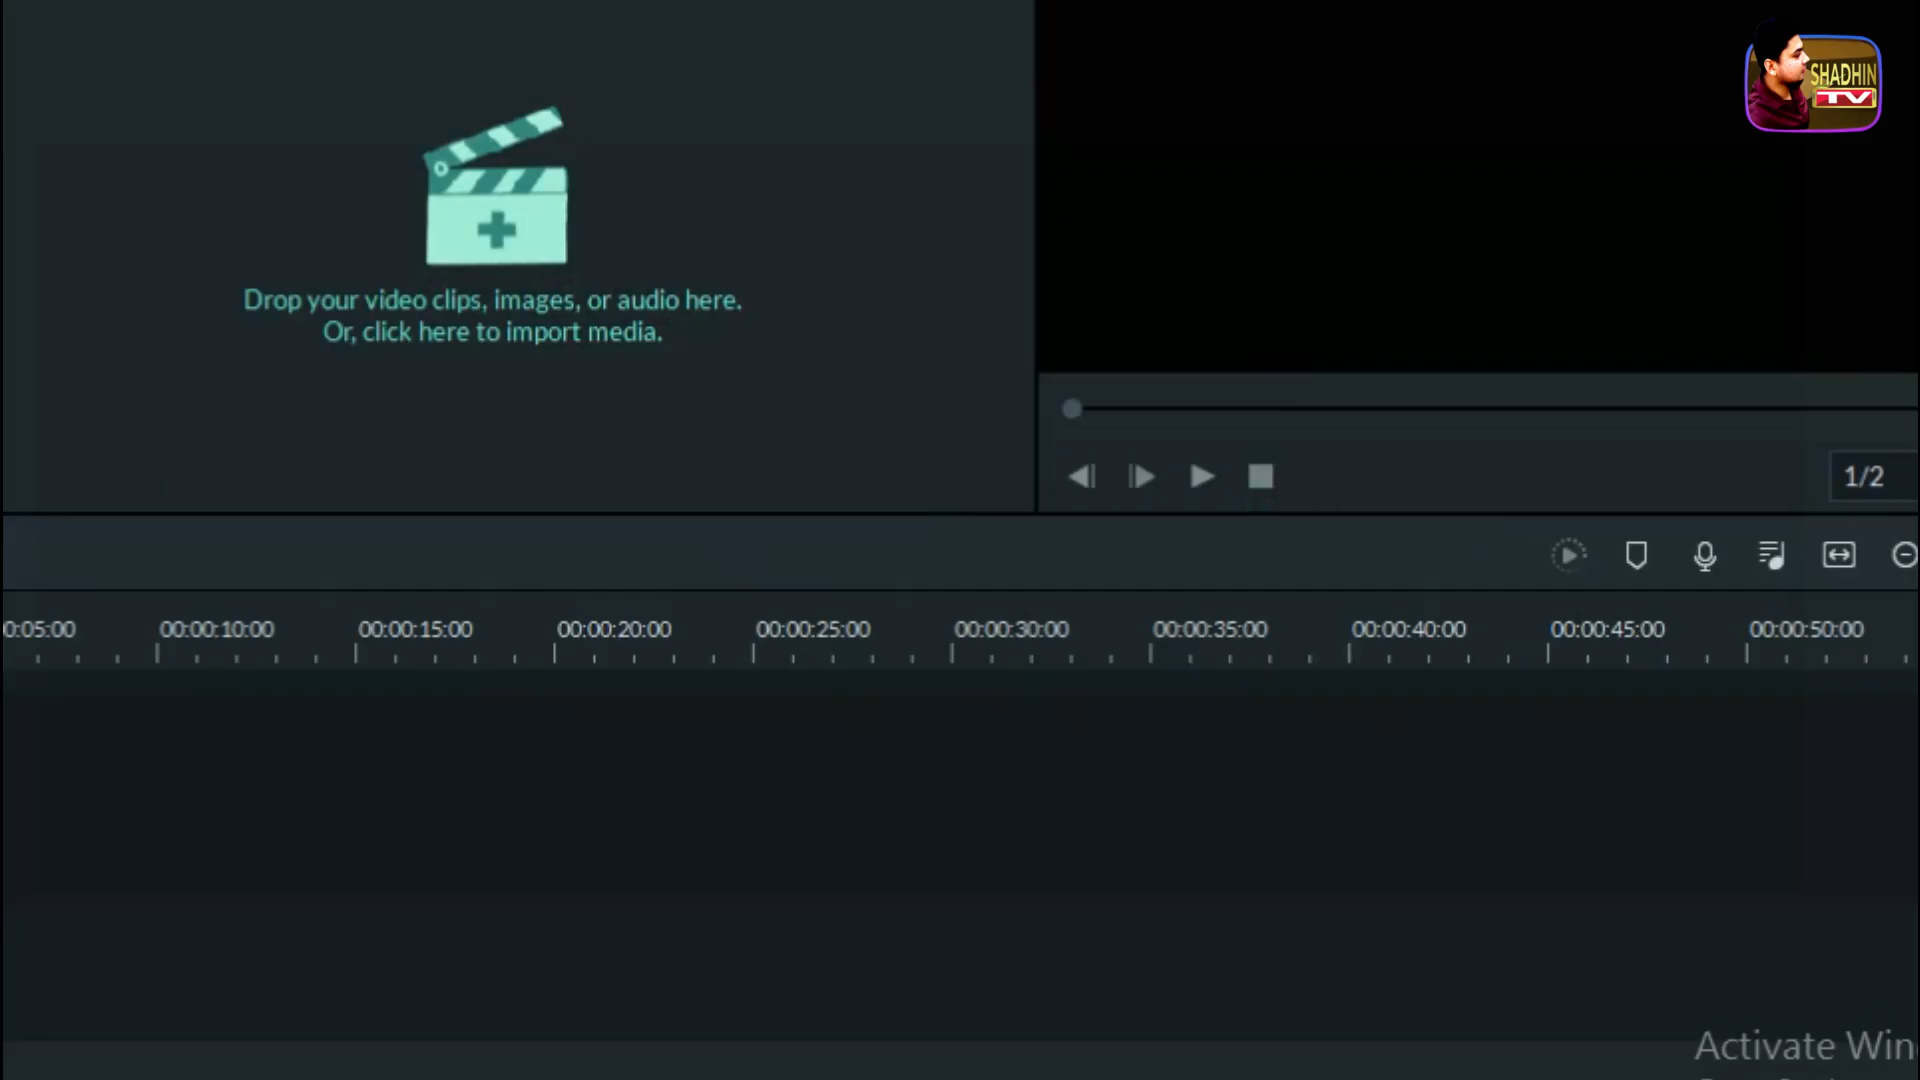 SHADHIN
TV
Drop your video clips, images, or audio here.
Or, click here to import media.
1/2
0:05:00 00:00:10:00 00:00:15:00 00:00:20:00 00:00:25:00 00:00:30:00 00:00:35:00 00:00:40:00 00:00:45:00 00:00:50:00
Activate Win